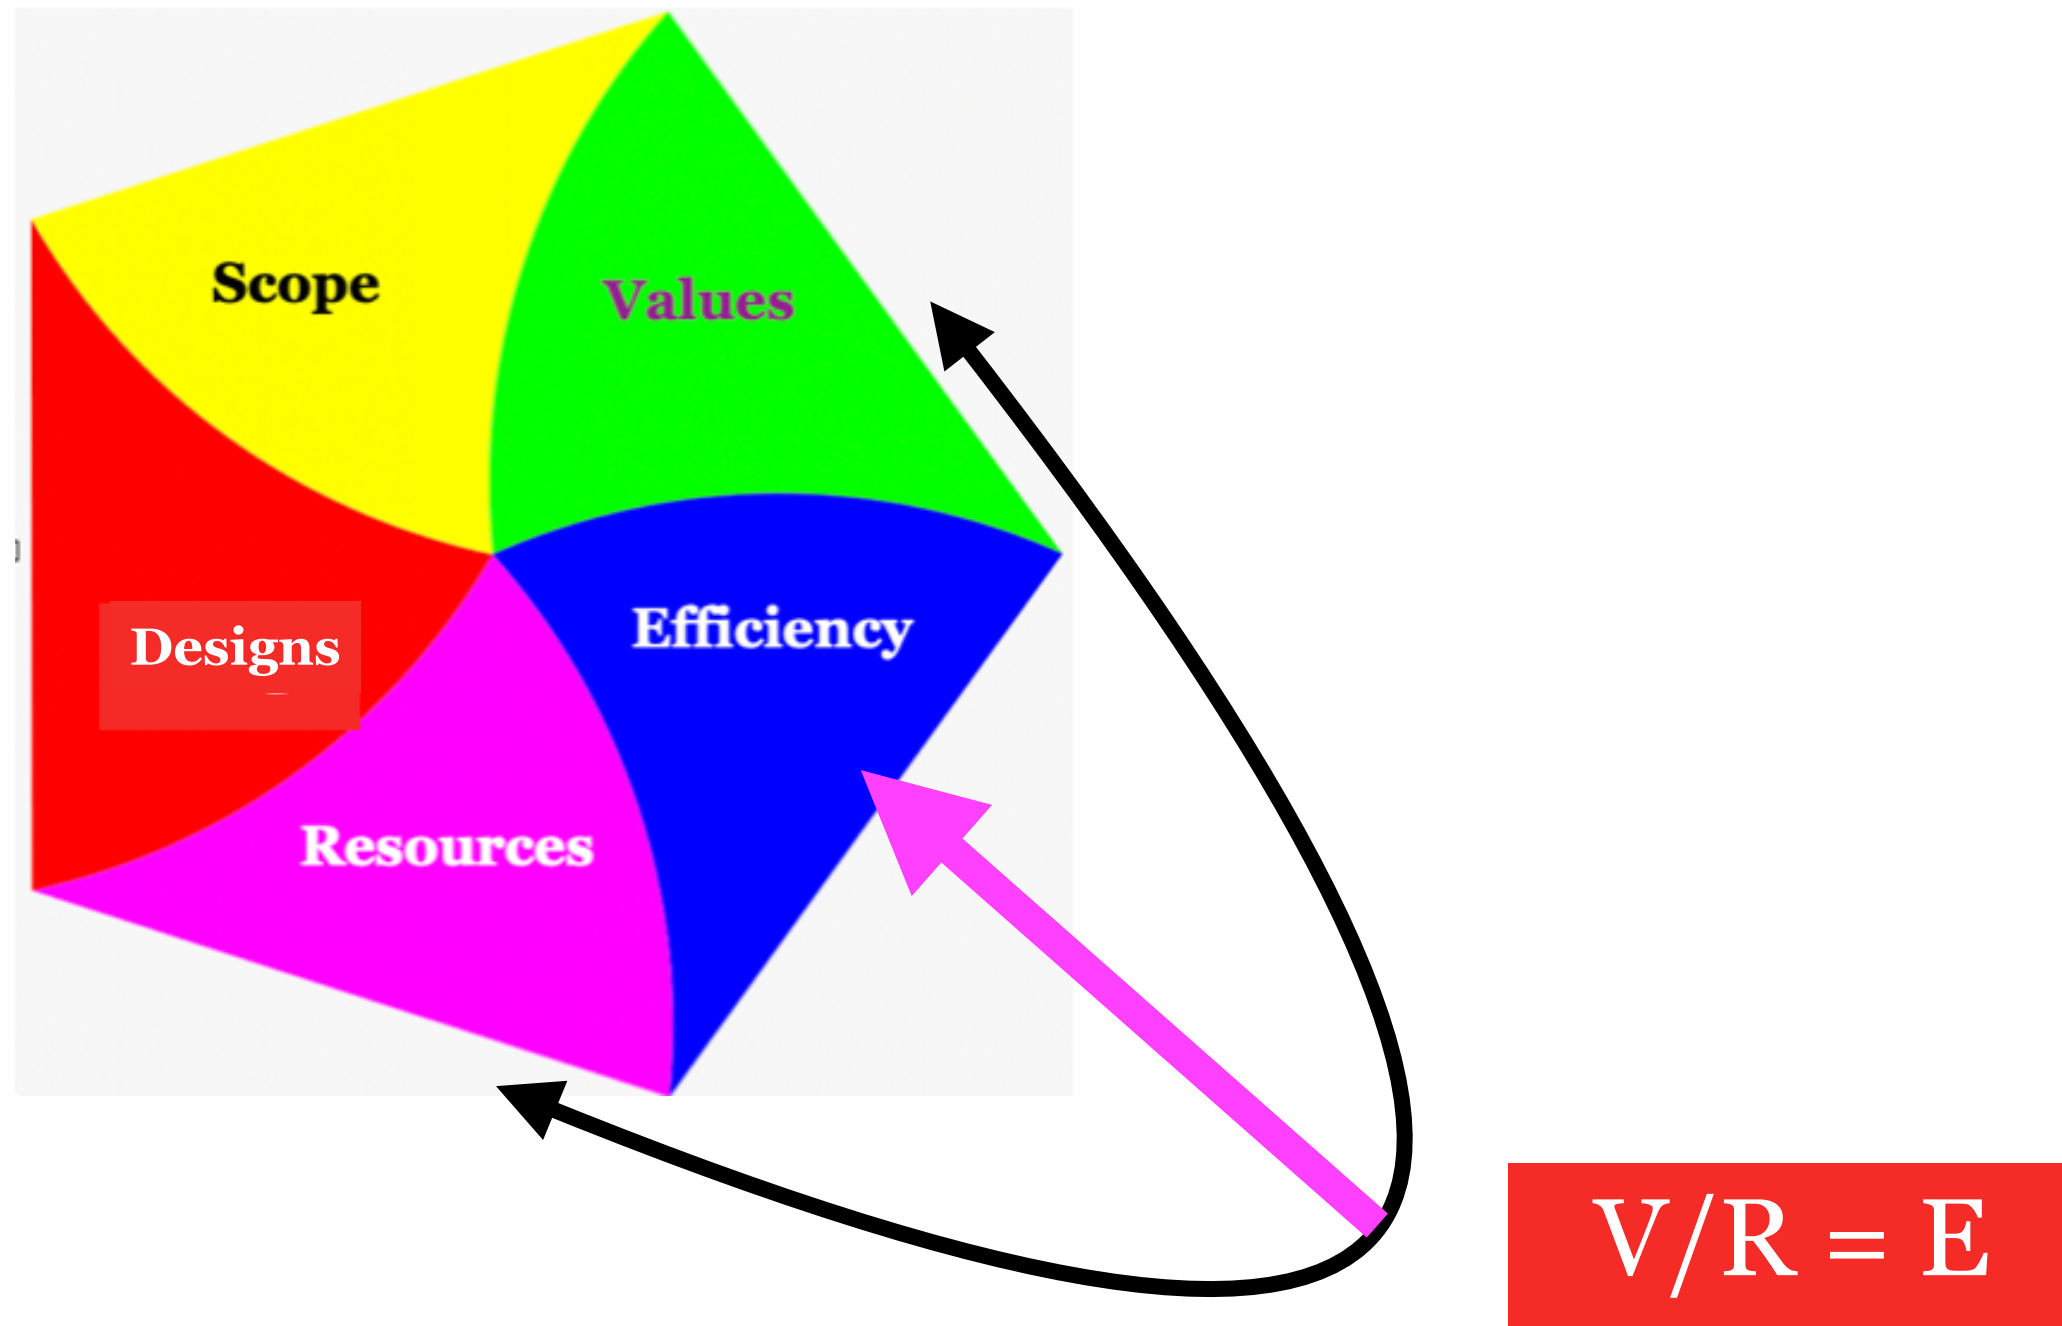 Scope
Values
Efficiency
Designs
Resources
V/R = E